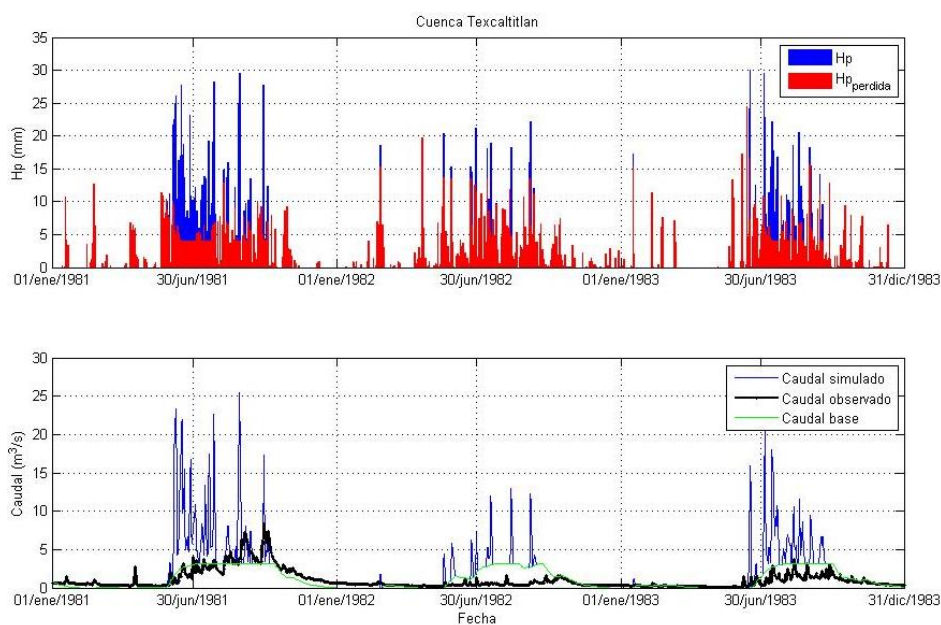 Cuenca Texcaltitlan
35
30
25
20
15
10
5
0
Hp (mm)
Hp
Hp_perdida
01/ene/1981 30/jun/1981 01/ene/1982 30/jun/1982 01/ene/1983 30/jun/1983 31/dic/1983
30
25
20
15
10
5
0
Caudal (m³/s)
Caudal simulado
Caudal observado
Caudal base
01/ene/1981 30/jun/1981 01/ene/1982 30/jun/1982 01/ene/1983 30/jun/1983 31/dic/1983
Fecha